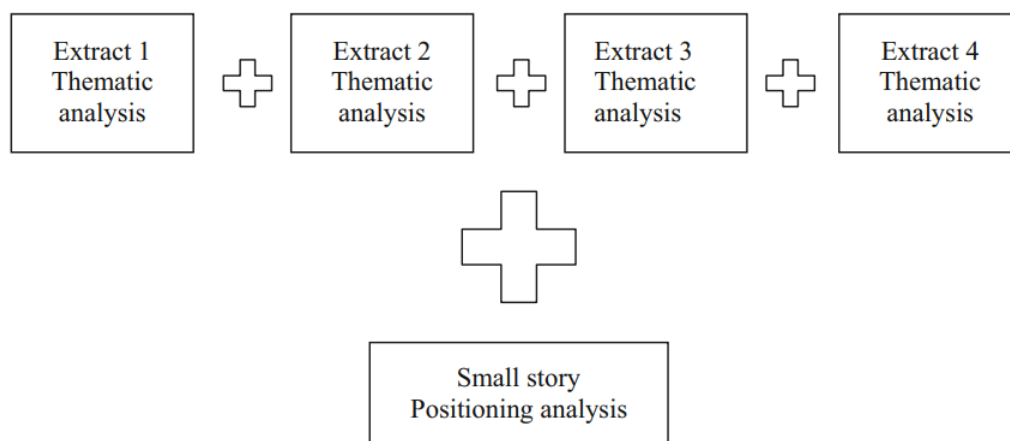 Extract 1
Thematic
analysis
Extract 2
Thematic
analysis
Extract 3
Thematic
analysis
Extract 4
Thematic
analysis
Small story
Positioning analysis